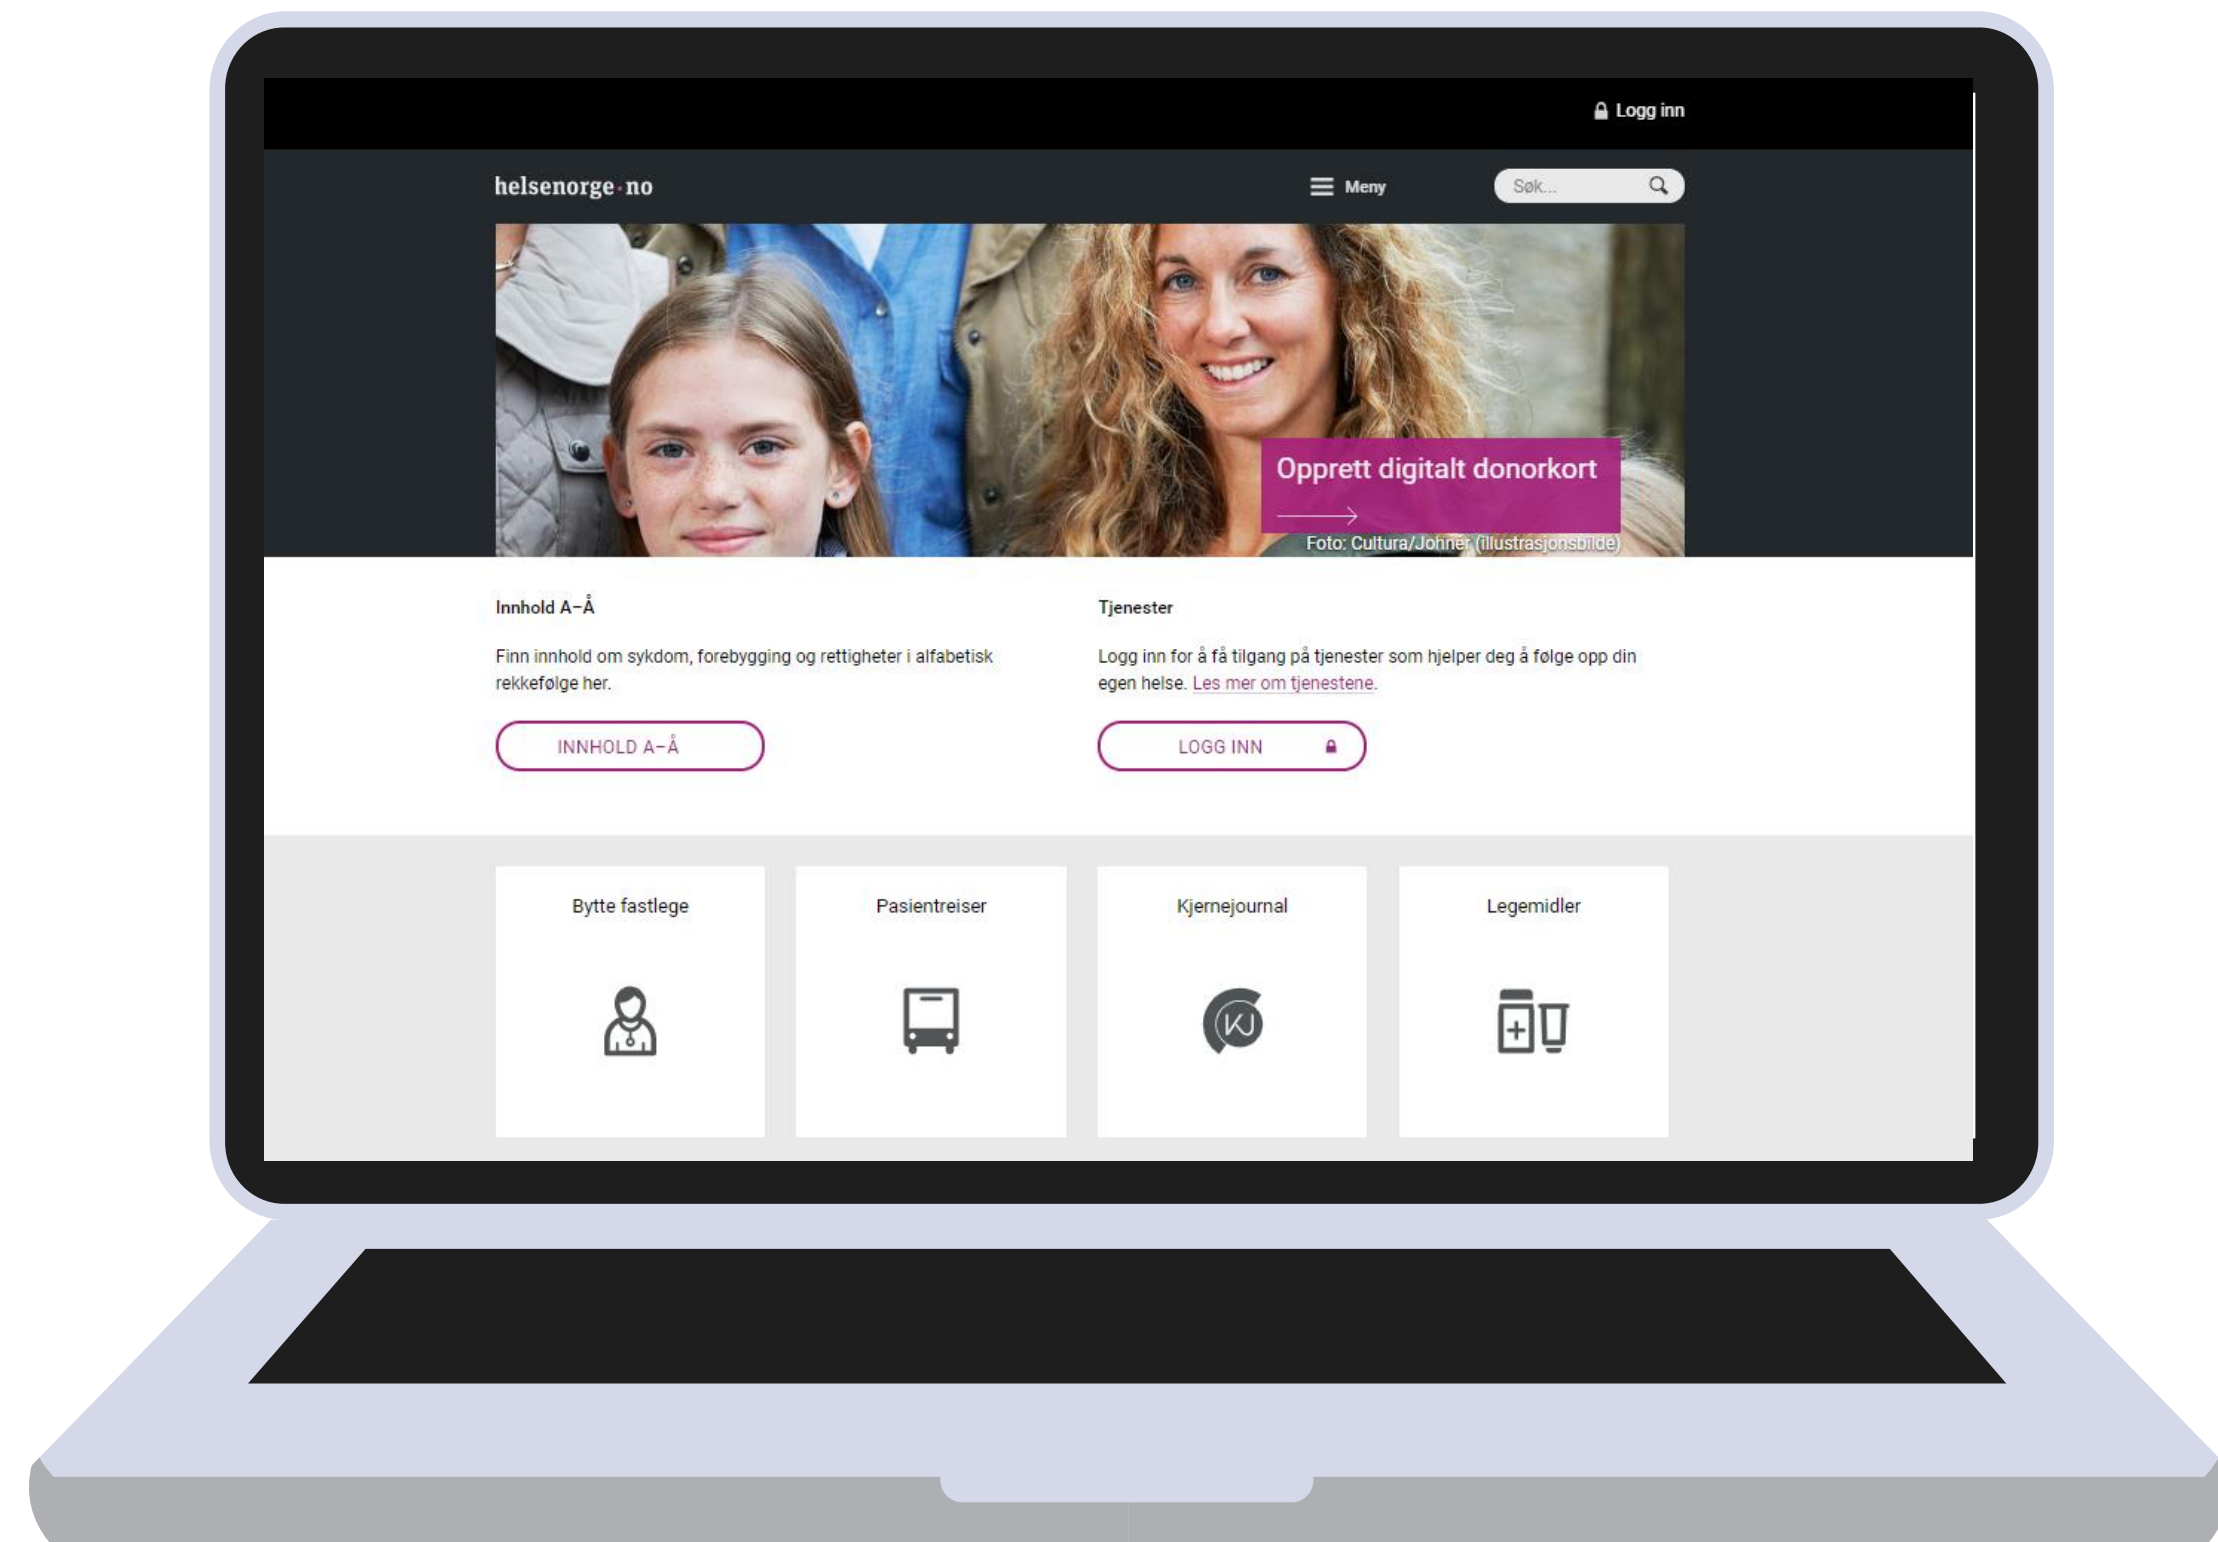 Logg inn
helsenorge·no
Meny
Søk...
Opprett digitalt donorkort
Foto: Cultura/Johner (illustrasjonsbilde)
Innhold A–Å
Finn innhold om sykdom, forebygging og rettigheter i alfabetisk
rekkefølge her.
INNHOLD A–Å
Tjenester
Logg inn for å få tilgang på tjenester som hjelper deg å følge opp din
egen helse. Les mer om tjenestene.
LOGG INN
Bytte fastlege
Pasientreiser
Kjernejournal
KJ
Legemidler